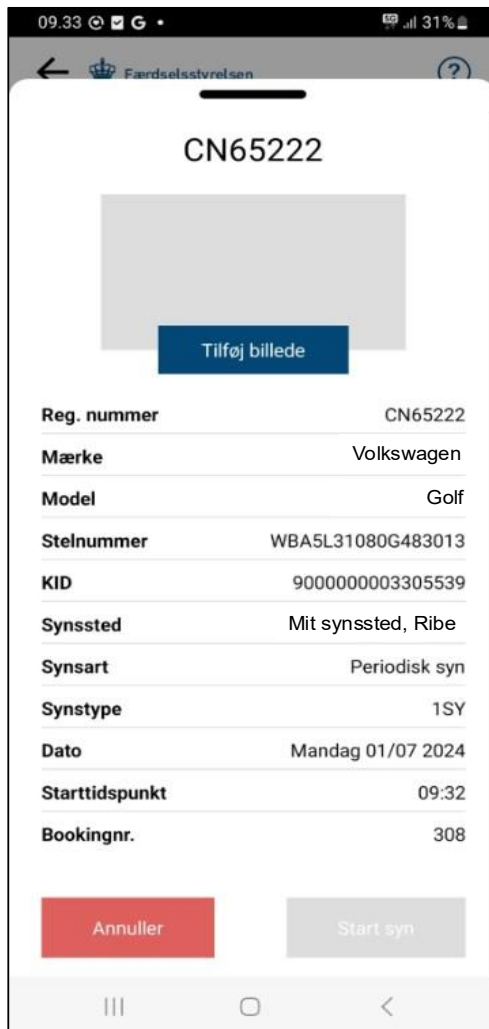 09.33 G • 5G 31%
Færdselsstyrelsen ?
CN65222
Tilføj billede
Reg. nummer CN65222
Mærke Volkswagen
Model Golf
Stelnummer WBA5L31080G483013
KID 9000000003305539
Synssted Mit synssted, Ribe
Synsart Periodisk syn
Synstype 1SY
Dato Mandag 01/07 2024
Starttidspunkt 09:32
Bookingnr. 308
Annuller Start syn